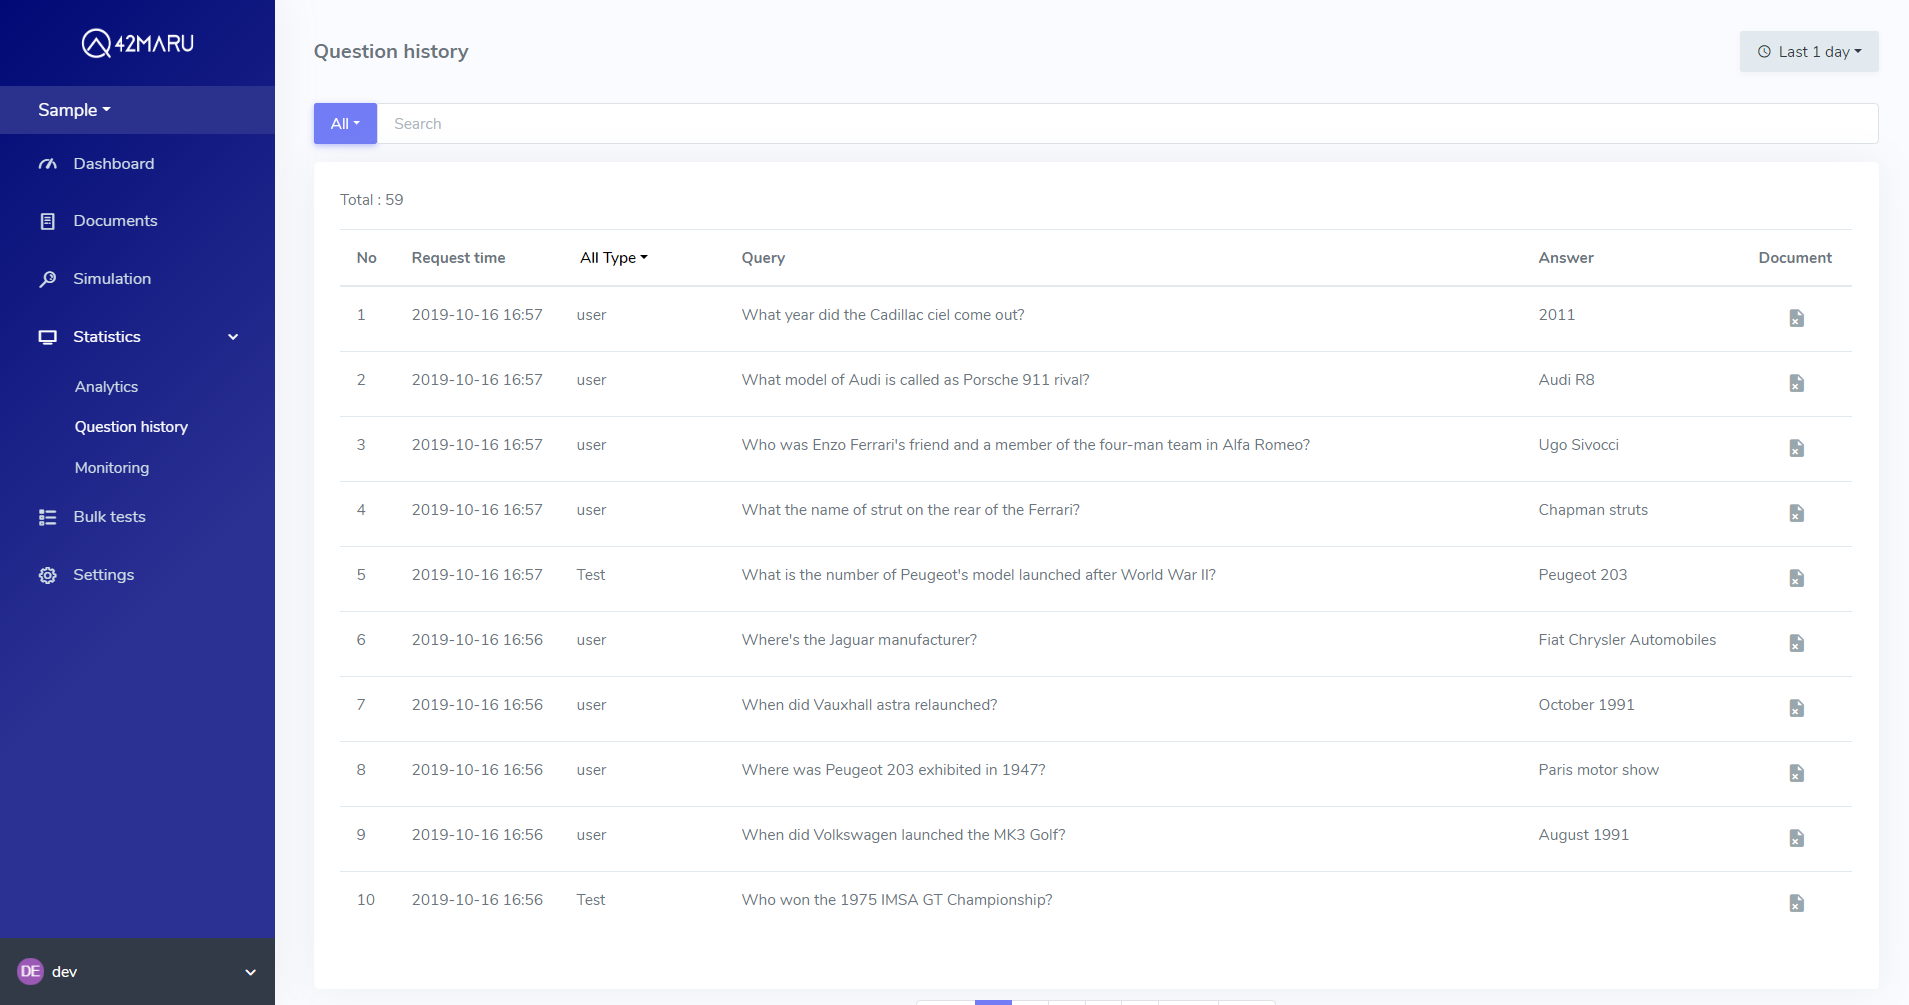 42MARU
Sample
Dashboard
Documents
Simulation
Statistics
Analytics
Question history
Monitoring
Bulk tests
Settings
DE dev
Question history
Last 1 day
All Search
Total : 59
No Request time All Type Query Answer Document
1 2019-10-16 16:57 user What year did the Cadillac ciel come out? 2011
2 2019-10-16 16:57 user What model of Audi is called as Porsche 911 rival? Audi R8
3 2019-10-16 16:57 user Who was Enzo Ferrari's friend and a member of the four-man team in Alfa Romeo? Ugo Sivocci
4 2019-10-16 16:57 user What the name of strut on the rear of the Ferrari? Chapman struts
5 2019-10-16 16:57 Test What is the number of Peugeot's model launched after World War II? Peugeot 203
6 2019-10-16 16:56 user Where's the Jaguar manufacturer? Fiat Chrysler Automobiles
7 2019-10-16 16:56 user When did Vauxhall astra relaunched? October 1991
8 2019-10-16 16:56 user Where was Peugeot 203 exhibited in 1947? Paris motor show
9 2019-10-16 16:56 user When did Volkswagen launched the MK3 Golf? August 1991
10 2019-10-16 16:56 Test Who won the 1975 IMSA GT Championship?